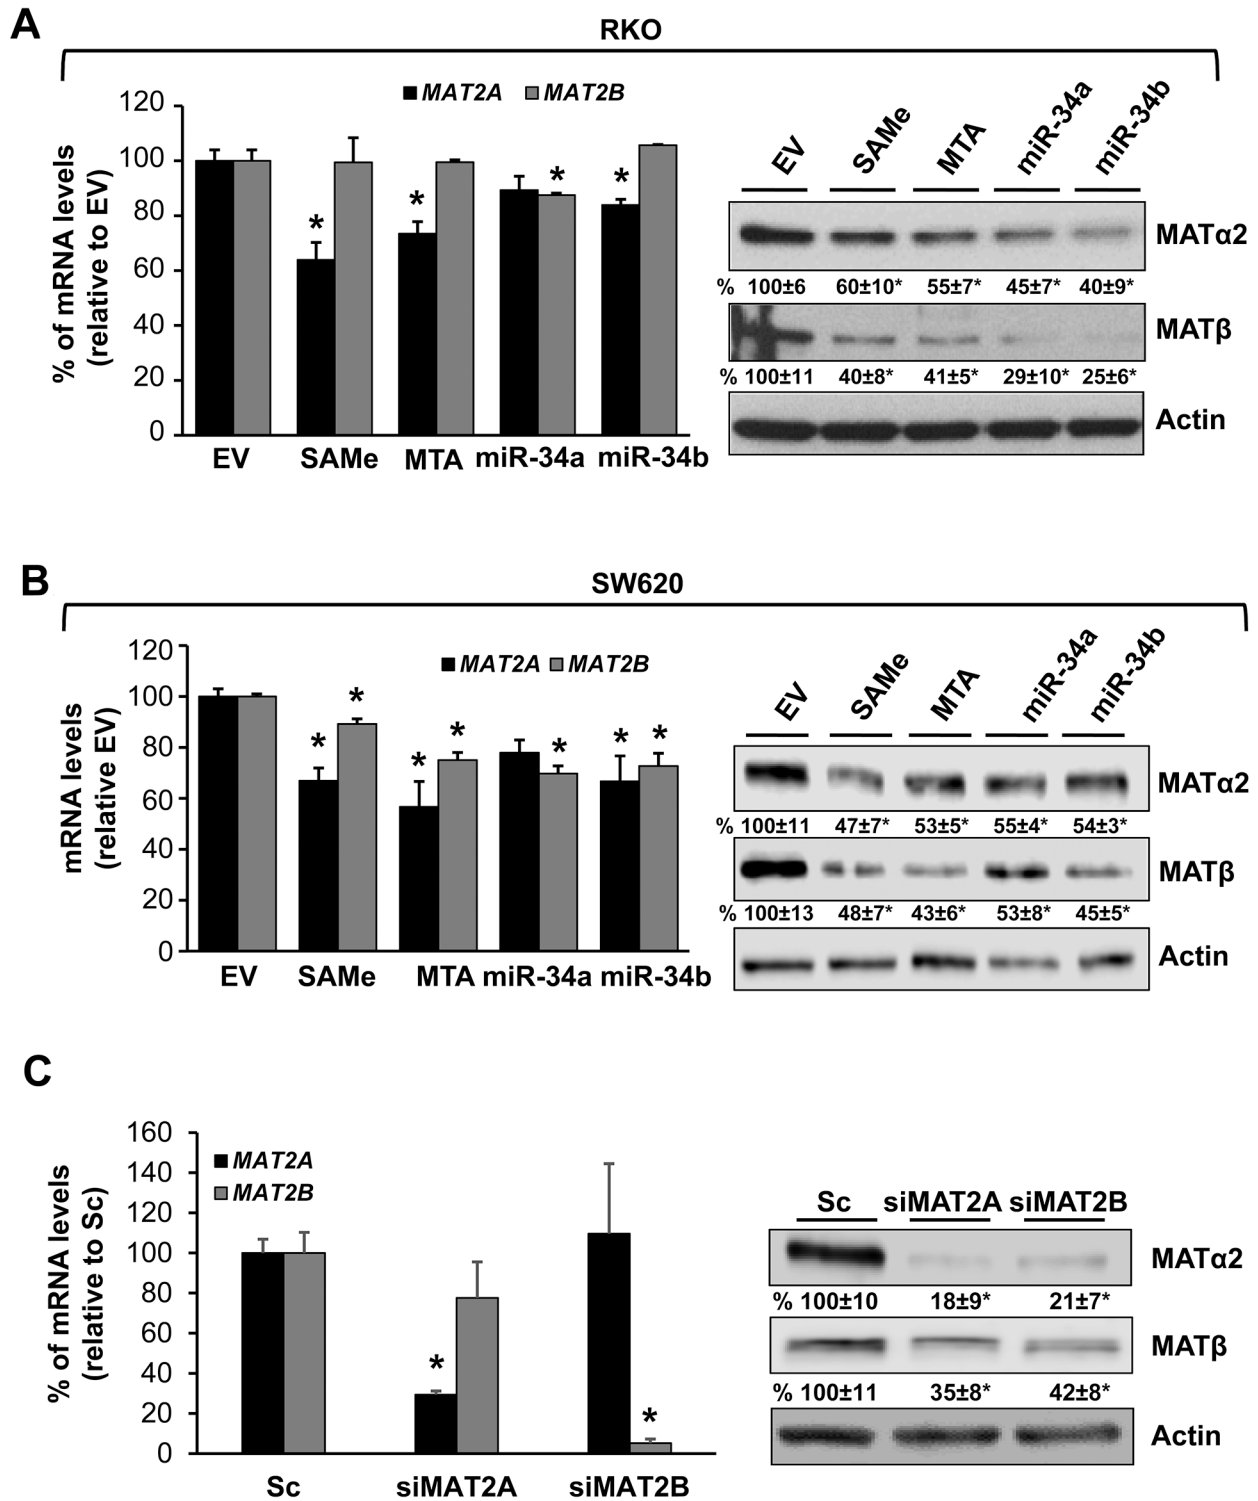 A
RKO
MAT2A MAT2B
% of mRNA levels
(relative to EV)
120
100
80
60
40
20
0
* * * *
EV SAMe MTA miR-34a miR-34b
EV SAMe MTA miR-34a miR-34b
MATα2
% 100±6 60±10* 55±7* 45±7* 40±9*
MATβ
% 100±11 40±8* 41±5* 29±10* 25±6*
Actin
B
SW620
MAT2A MAT2B
mRNA levels
(relative EV)
120
100
80
60
40
20
0
* * * * * * *
EV SAMe MTA miR-34a miR-34b
EV SAMe MTA miR-34a miR-34b
MATα2
% 100±11 47±7* 53±5* 55±4* 54±3*
MATβ
% 100±13 48±7* 43±6* 53±8* 45±5*
Actin
C
% of mRNA levels
(relative to Sc)
160
140
120
100
80
60
40
20
0
MAT2A
MAT2B
* *
Sc siMAT2A siMAT2B
Sc siMAT2A siMAT2B
MATα2
% 100±10 18±9* 21±7*
MATβ
% 100±11 35±8* 42±8*
Actin